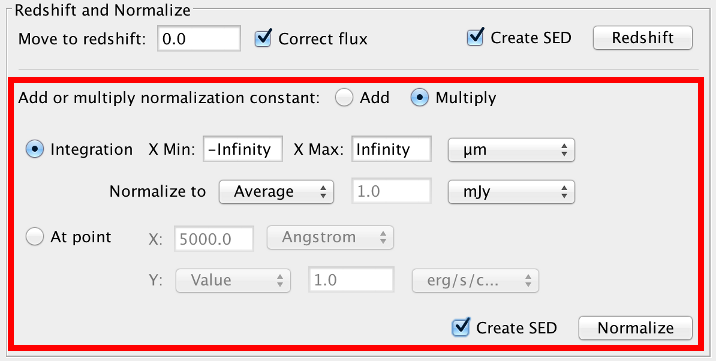 Redshift and Normalize
Move to redshift: 0.0 Correct flux Create SED Redshift
Add or multiply normalization constant: Add Multiply
Integration X Min: -Infinity X Max: Infinity µm
Normalize to Average 1.0 mJy
At point X: 5000.0 Angstrom
Y: Value 1.0 erg/s/c...
Create SED Normalize